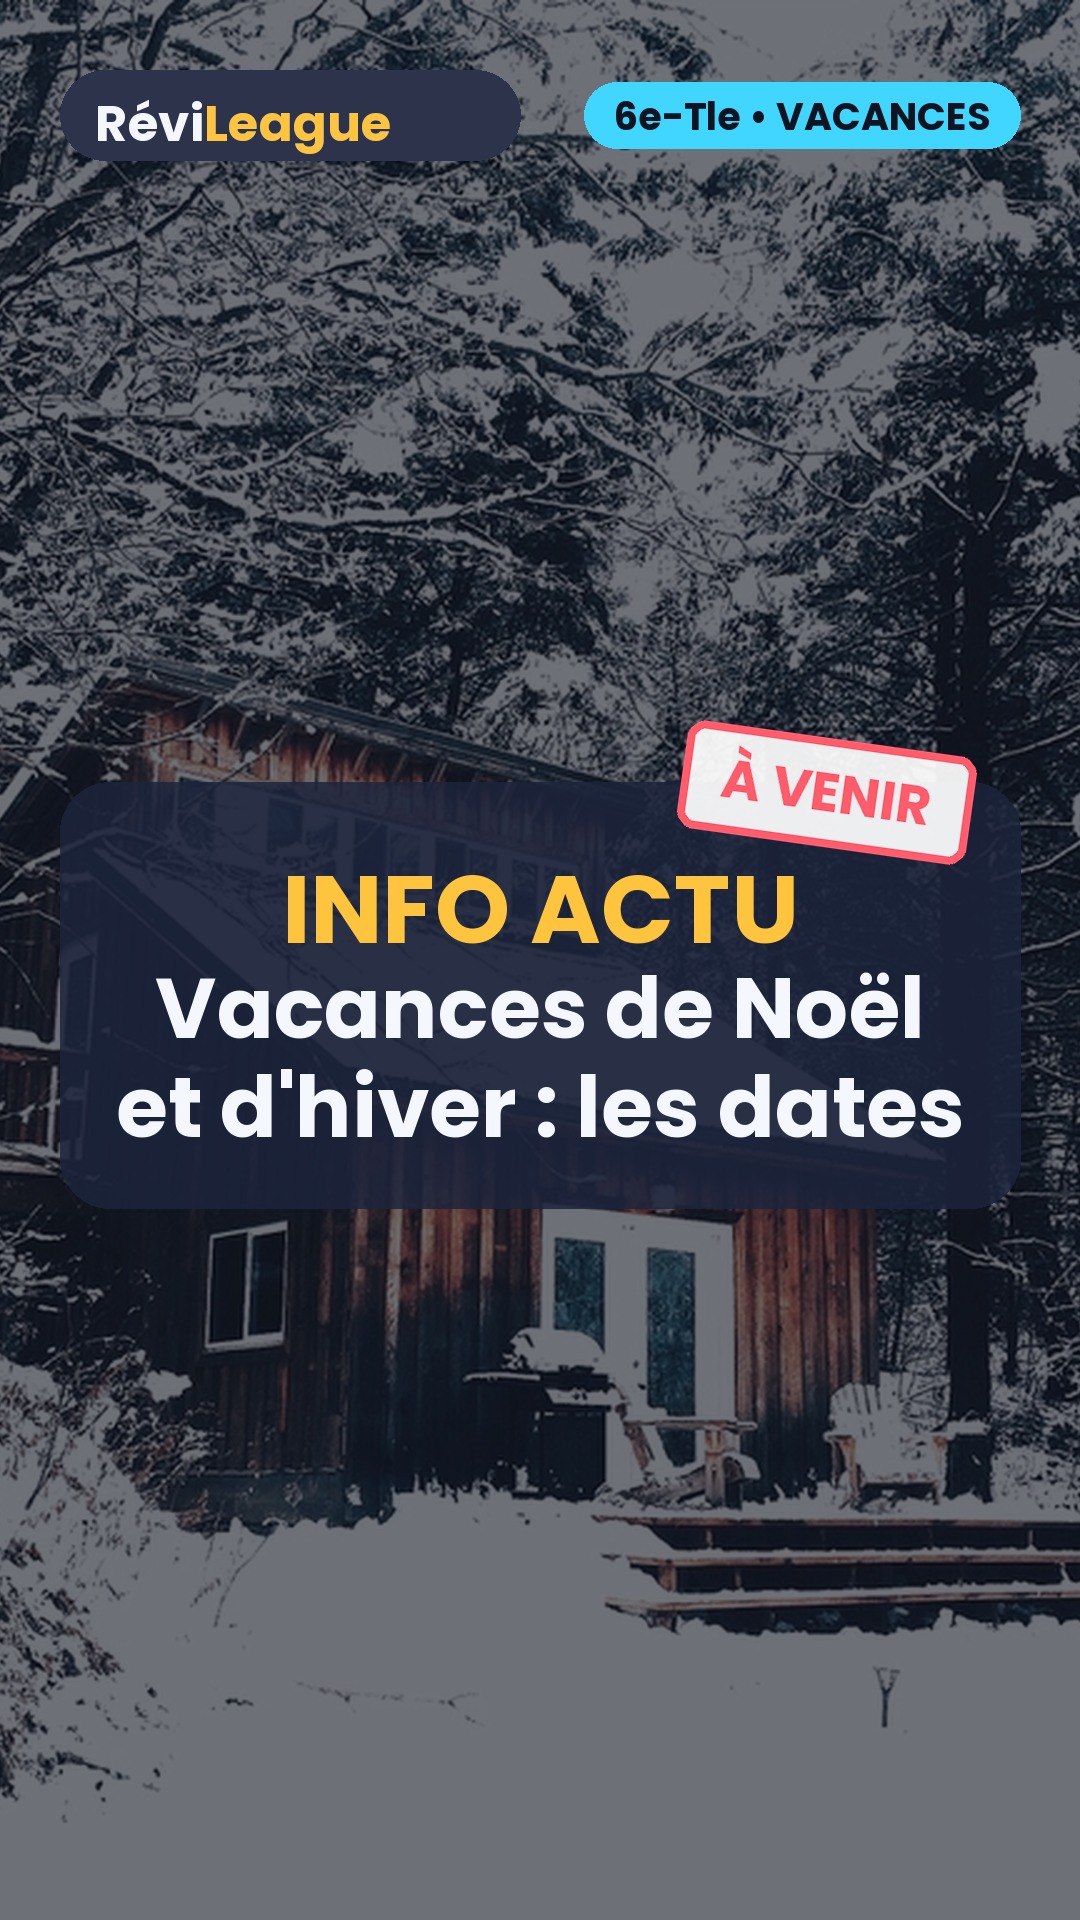 RéviLeague
6e-Tle • VACANCES
À VENIR
INFO ACTU
Vacances de Noël
et d'hiver : les dates